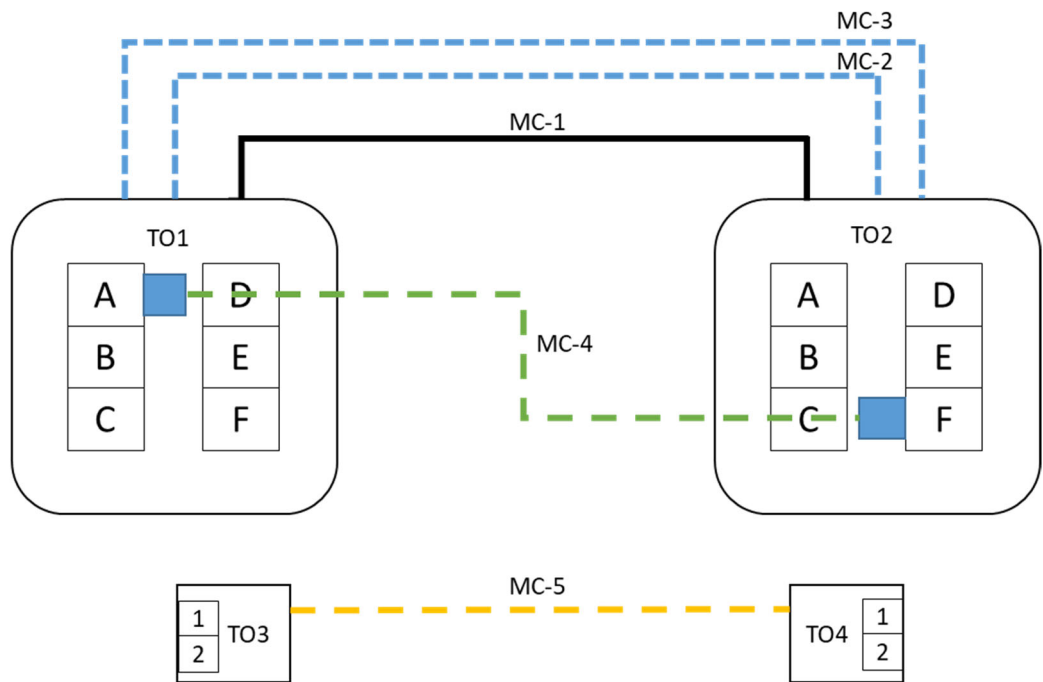 MC-3
MC-2
MC-1
TO1
TO2
A D
A D
B E
MC-4
B E
C F
C F
MC-5
1
TO3
2
TO4
1
2